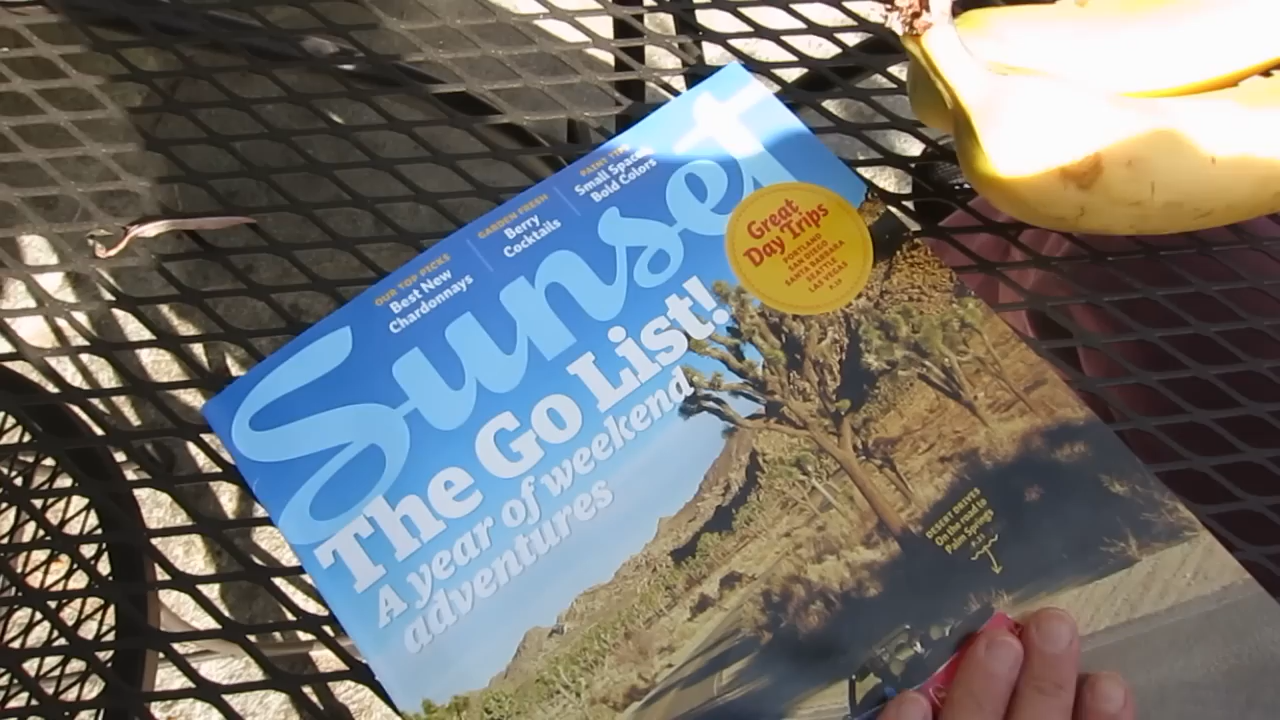 OUR TOP PICKS
Best New
Chardonnays
GARDEN FRESH
Berry
Cocktails
PAINT
Small Spaces
Bold Colors
Sunset
Great
Day Trips
PORTLAND
SAN DIEGO
SANTA BARBARA
SEATTLE
LAS VEGAS
The Go List!
A year of weekend
adventures
DESERT DRIVES
On the road to
Palm Springs